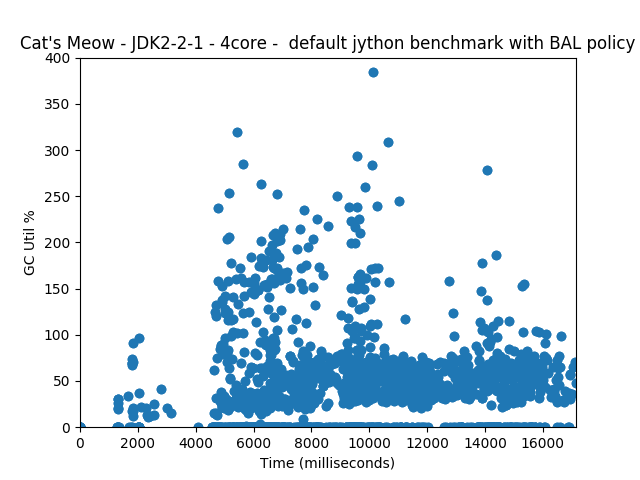 Cat's Meow - JDK2-2-1 - 4core -  default jython benchmark with BAL policy
400
350
300
250
200
150
100
50
0
GC Util %
0 2000 4000 6000 8000 10000 12000 14000 16000
Time (milliseconds)